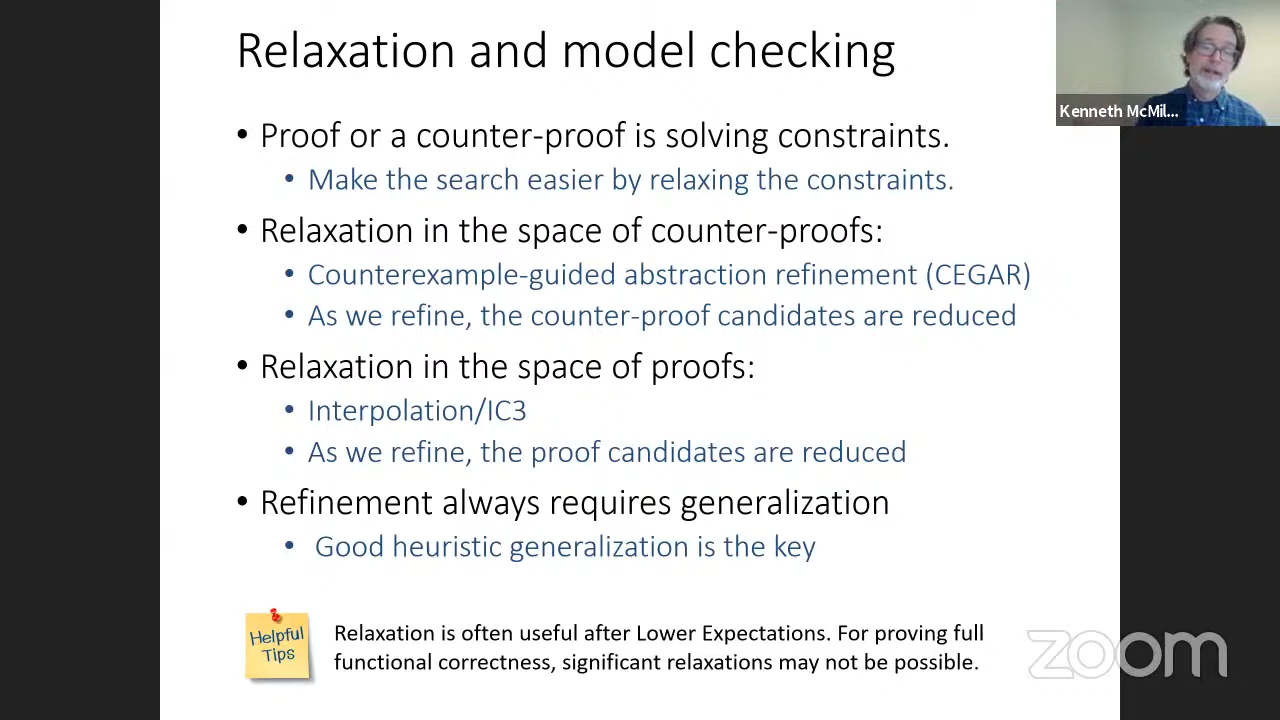 Relaxation and model checking
Kenneth McMil...
• Proof or a counter-proof is solving constraints.
• Make the search easier by relaxing the constraints.
• Relaxation in the space of counter-proofs:
• Counterexample-guided abstraction refinement (CEGAR)
• As we refine, the counter-proof candidates are reduced
• Relaxation in the space of proofs:
• Interpolation/IC3
• As we refine, the proof candidates are reduced
• Refinement always requires generalization
• Good heuristic generalization is the key
Helpful
Tips
Relaxation is often useful after Lower Expectations. For proving full
functional correctness, significant relaxations may not be possible.
zoom